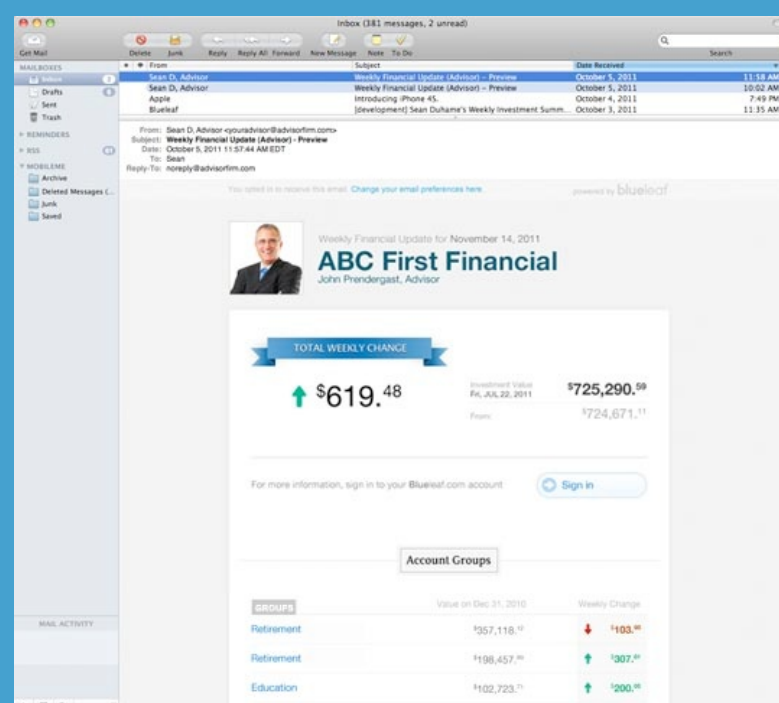 Inbox (381 messages, 2 unread)
Get Mail Delete Junk Reply Reply All Forward New Message Note To Do Search
MAILBOXES
Inbox
Drafts
Sent
Trash
REMINDERS
RSS
MOBILEME
Archive
Deleted Messages (...
Junk
Saved
MAIL ACTIVITY
From Subject Date Received
Sean D, Advisor Weekly Financial Update (Advisor) – Preview October 5, 2011 11:58 AM
Sean D, Advisor Weekly Financial Update (Advisor) – Preview October 5, 2011 10:02 AM
Apple Introducing iPhone 4S. October 4, 2011 7:49 PM
Blueleaf [development] Sean Duhame's Weekly Investment Summ... October 3, 2011 11:35 AM
From: Sean D, Advisor <youradvisor@advisorfirm.com>
Subject: Weekly Financial Update (Advisor) - Preview
Date: October 5, 2011 11:57:44 AM EDT
To: Sean
Reply-To: noreply@advisorfirm.com
You opted in to receive this email. Change your email preferences here. powered by blueleaf
Weekly Financial Update for November 14, 2011
ABC First Financial
John Prendergast, Advisor
TOTAL WEEKLY CHANGE
$619.48
Investment Value
Fri, JUL 22, 2011
$725,290.59
From: $724,671.11
For more information, sign in to your Blueleaf.com account
Sign in
Account Groups
GROUPS Value on Dec 31, 2010 Weekly Change
Retirement $357,118. $103.
Retirement $198,457. $307.
Education $102,723. $200.